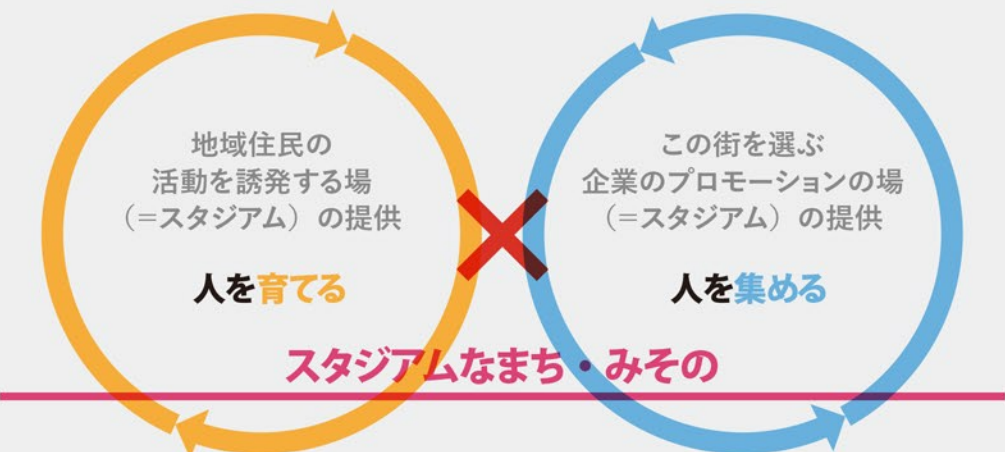 地域住民の
活動を誘発する場
(=スタジアム)の提供
人を育てる
この街を選ぶ
企業のプロモーションの場
(=スタジアム)の提供
人を集める
スタジアムなまち・みその